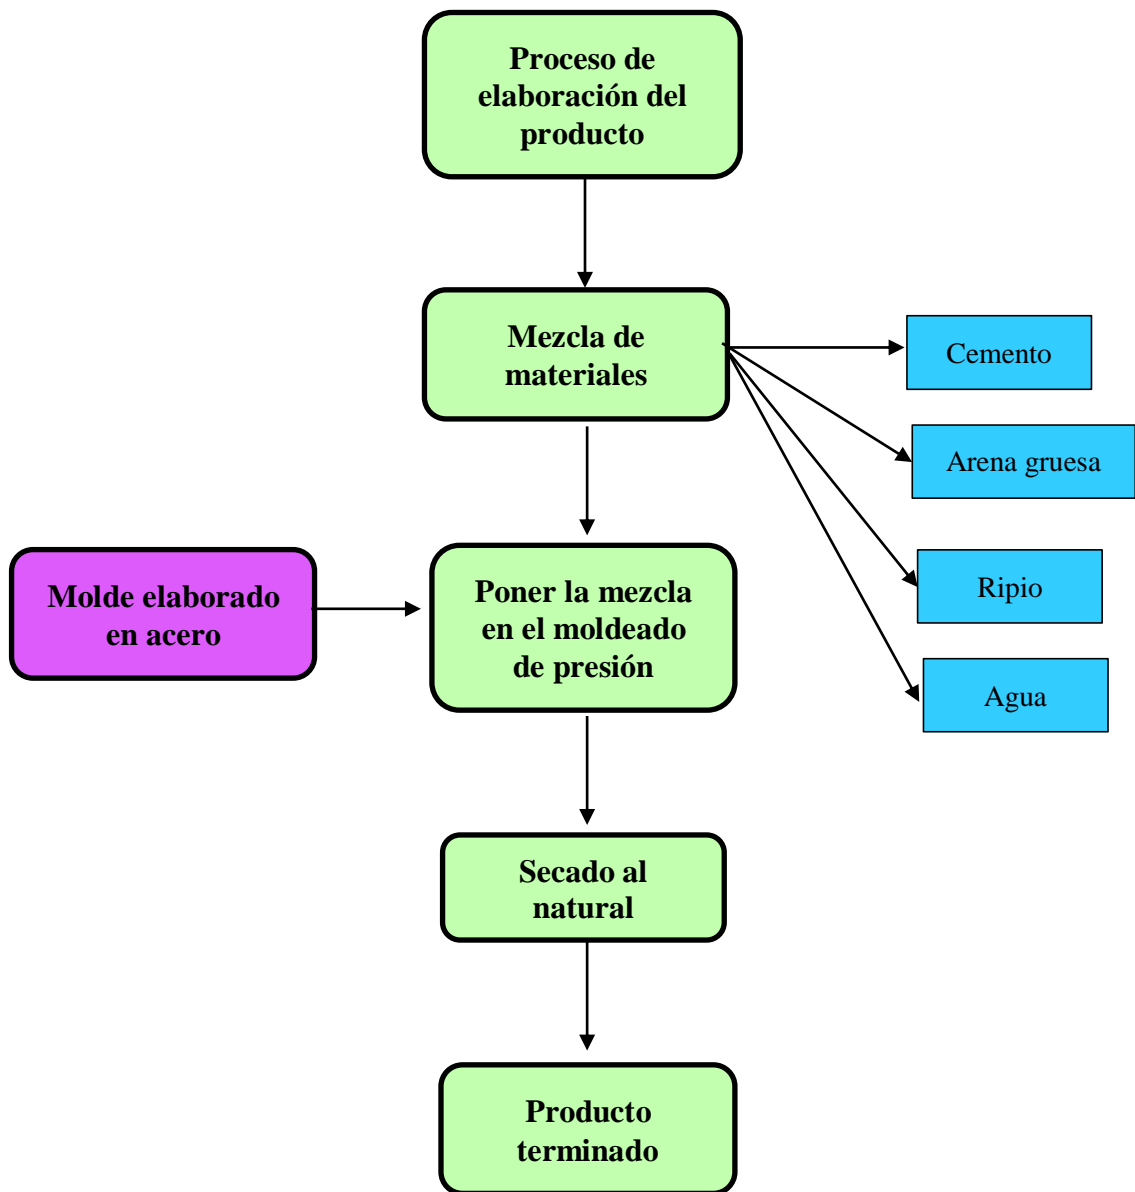 Proceso de
elaboración del
producto
Mezcla de
materiales
Cemento
Arena gruesa
Ripio
Agua
Molde elaborado
en acero
Poner la mezcla
en el moldeado
de presión
Secado al
natural
Producto
terminado